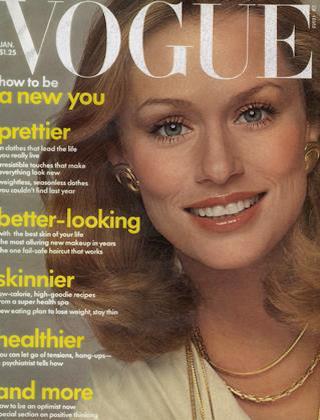 VOGUE
JAN.
$1.25
how to be
a new you
prettier
in clothes that lead the life
you really live
irresistible touches that make
everything look new
weightless, seasonless clothes
you couldn't find last year
better-looking
with the best skin of your life
the most alluring new makeup in years
the one fail-safe haircut that works
skinnier
low-calorie, high-goodie recipes
from a super health spa
new eating plan to lose weight, stay thin
healthier
you can let go of tensions, hang-ups—
a psychiatrist tells how
and more
how to be an optimist now
special section on positive thinking